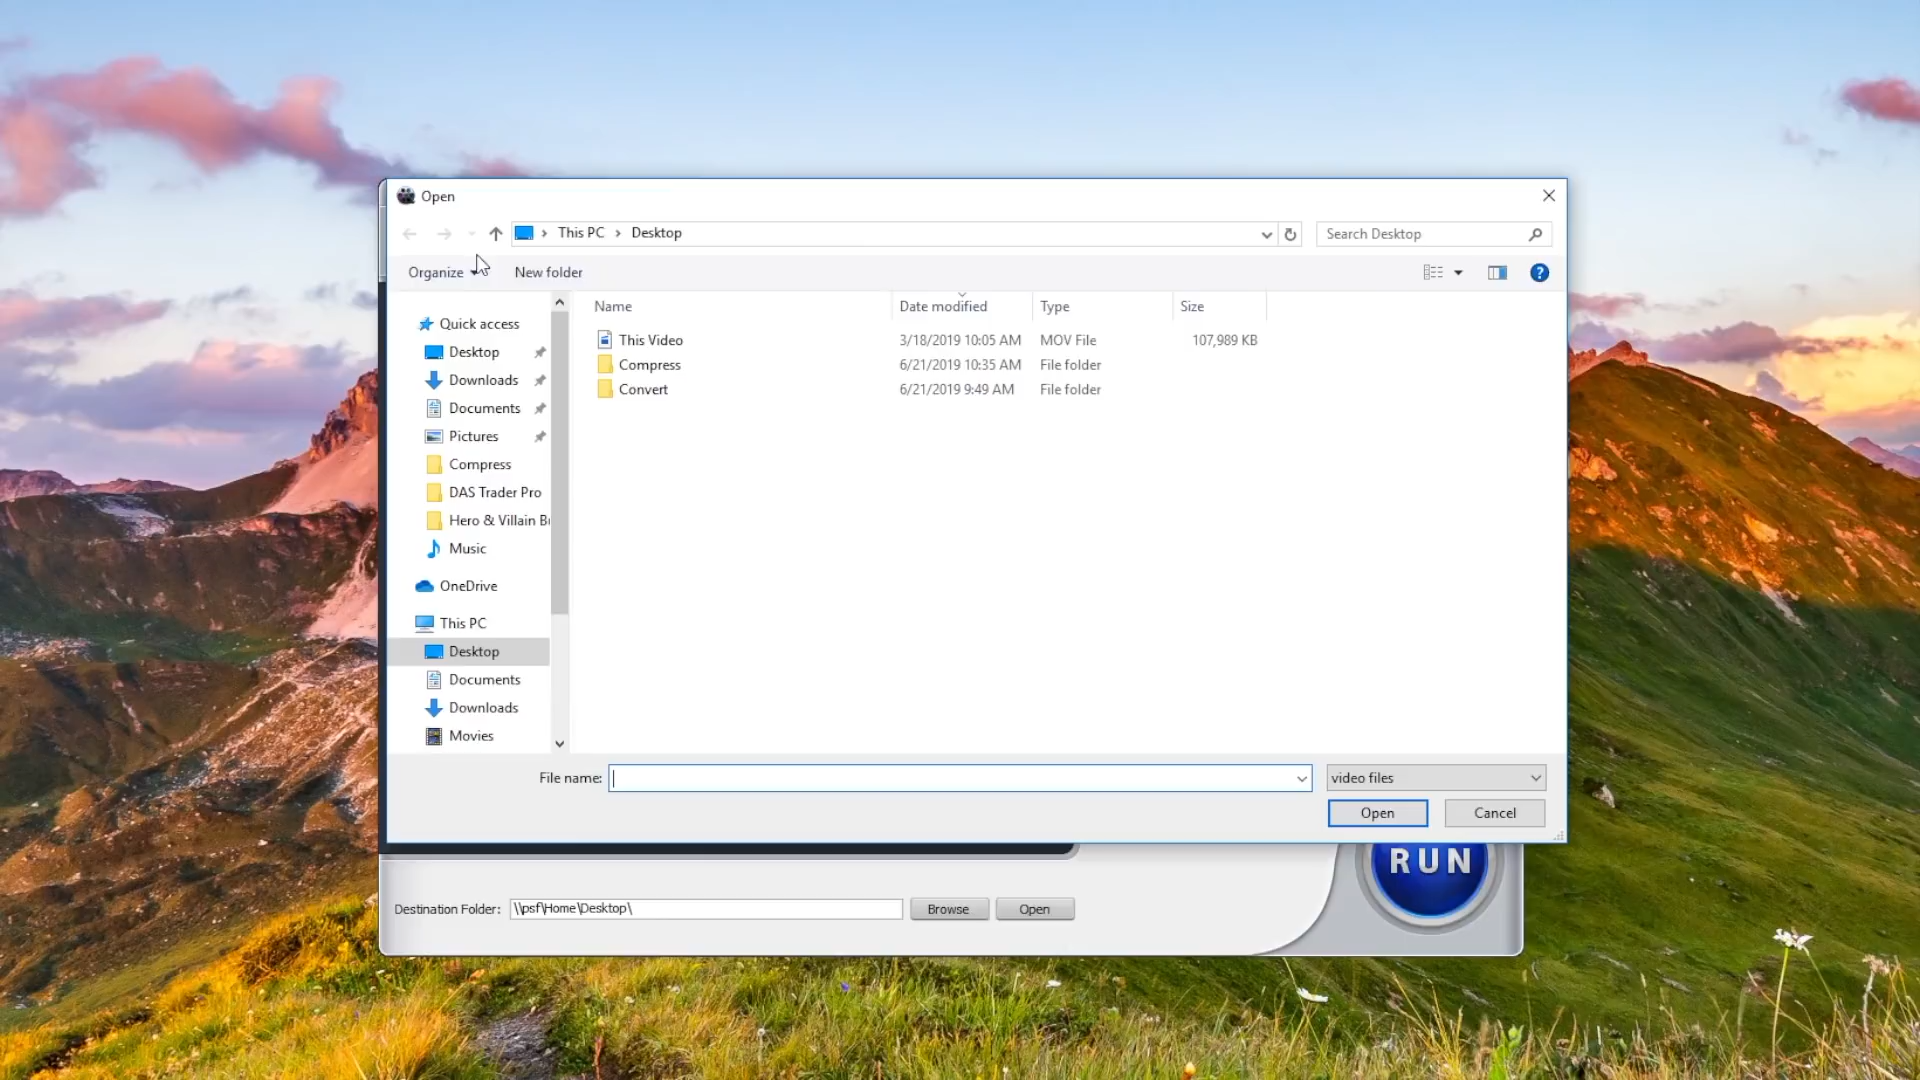 Open
This PC > Desktop
Search Desktop
Organize
New folder
?
Name
Date modified
Type
Size
This Video 3/18/2019 10:05 AM MOV File 107,989 KB
Compress 6/21/2019 10:35 AM File folder
Convert 6/21/2019 9:49 AM File folder
Quick access
Desktop
Downloads
Documents
Pictures
Compress
DAS Trader Pro
Hero & Villain
Music
OneDrive
This PC
Desktop
Documents
Downloads
Movies
File name:
video files
Open
Cancel
RUN
Destination Folder: \\psf\Home\Desktop\
Browse
Open